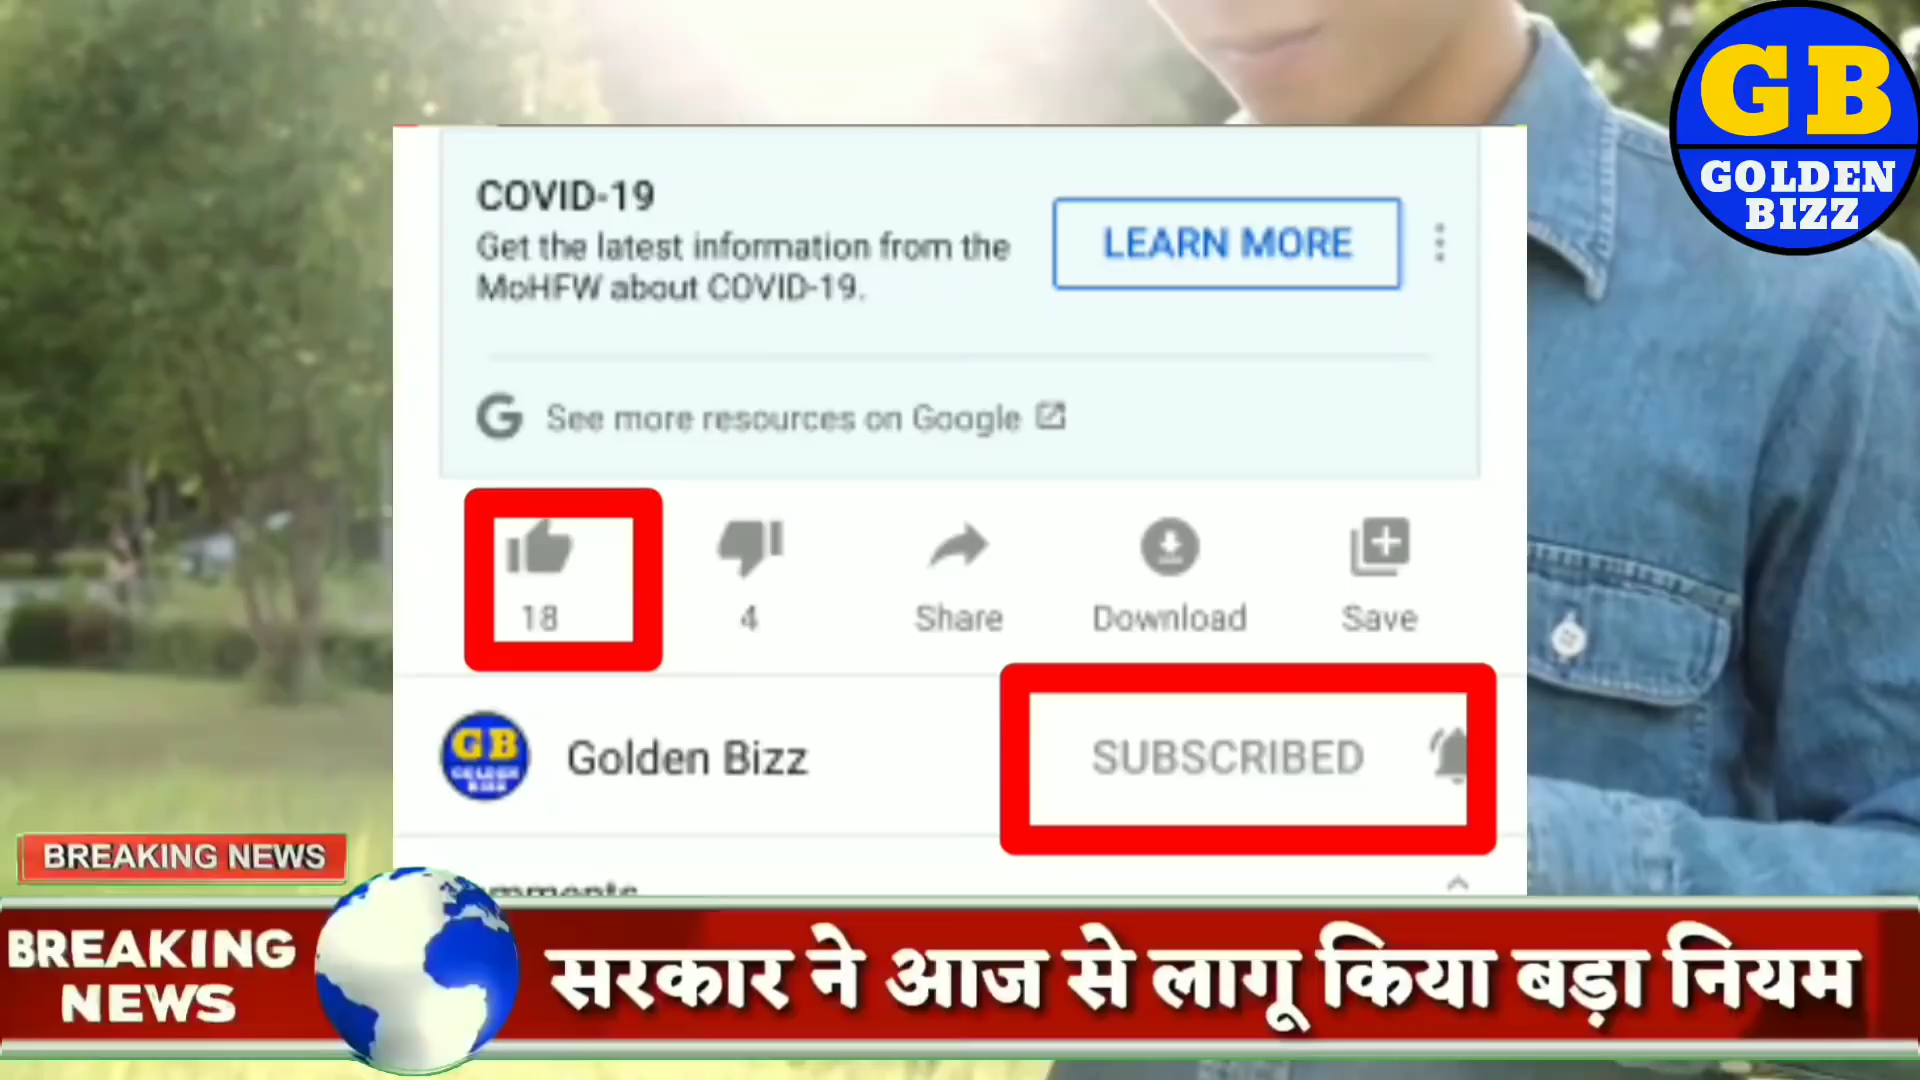 GB
GOLDEN
BIZZ
COVID-19
Get the latest information from the
MoHFW about COVID-19.
LEARN MORE
See more resources on Google
18
4
Share
Download
Save
GB
GOLDEN
BIZZ
Golden Bizz
SUBSCRIBED
BREAKING NEWS
BREAKING
NEWS
सरकार ने आज से लागू किया बड़ा नियम